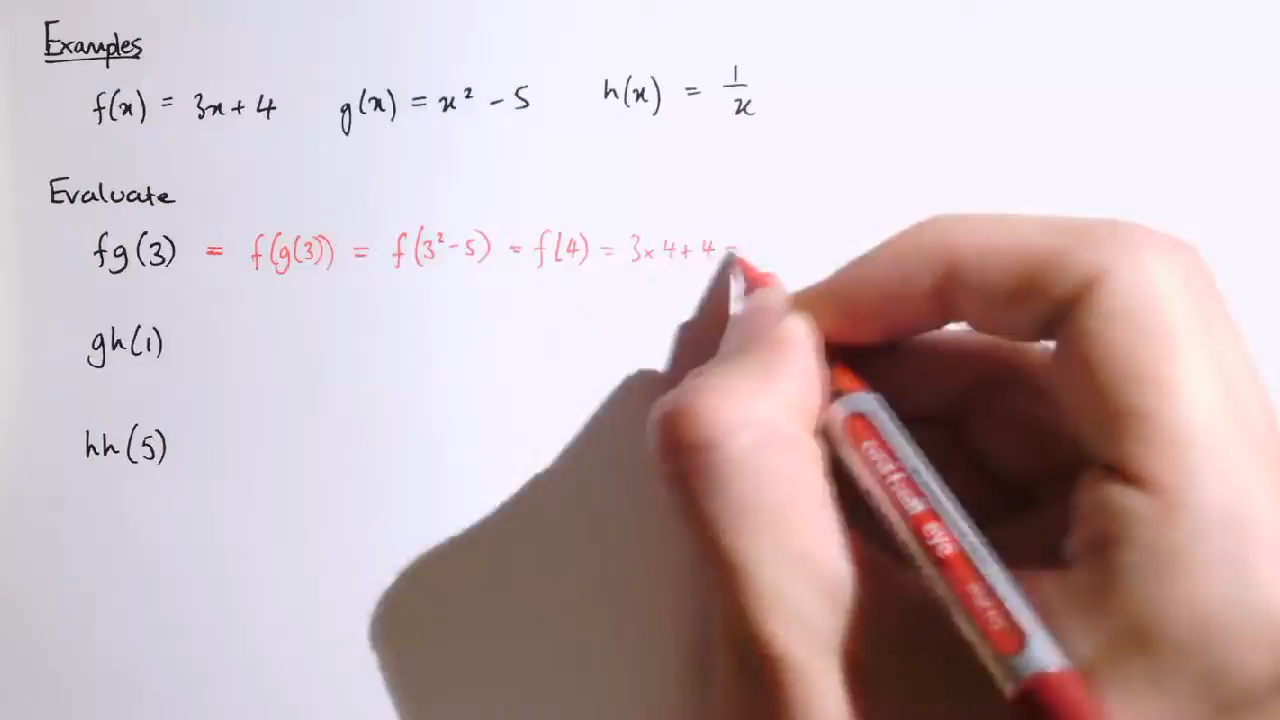 Examples
f(x) = 3x + 4 g(x) = x² - 5 h(x) = 1/x
Evaluate
fg(3) = f(g(3)) = f(3² - 5) = f(4) = 3 x 4 + 4 =
gh(1)
hh(5)